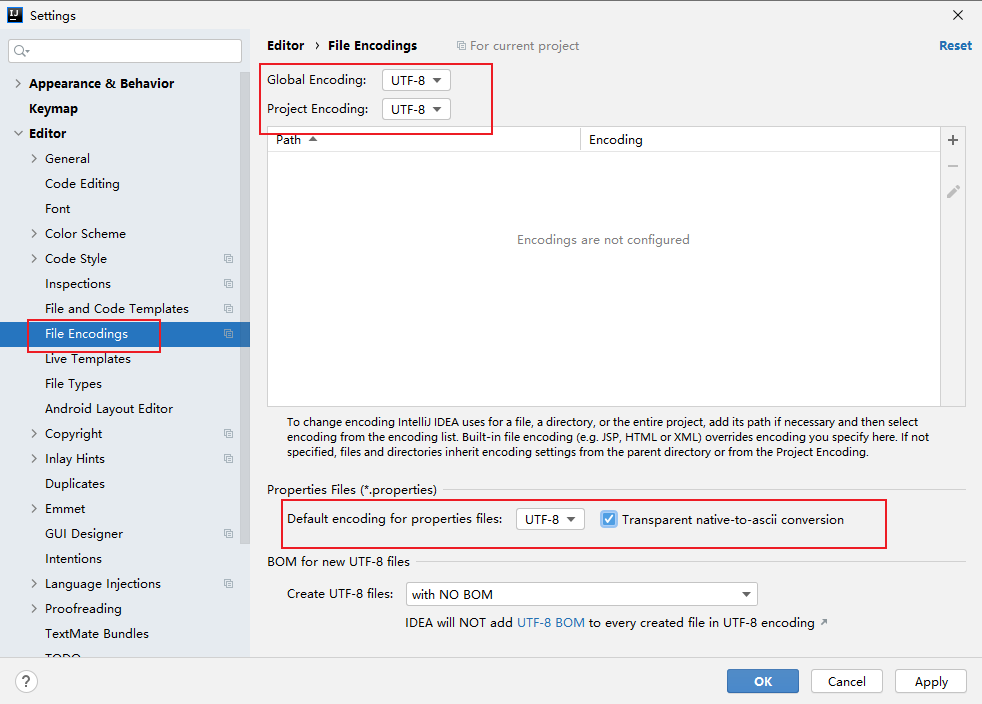 Settings
Editor › File Encodings
For current project
Reset
Appearance & Behavior
Keymap
Editor
General
Code Editing
Font
Color Scheme
Code Style
Inspections
File and Code Templates
File Encodings
Live Templates
File Types
Android Layout Editor
Copyright
Inlay Hints
Duplicates
Emmet
GUI Designer
Intentions
Language Injections
Proofreading
TextMate Bundles
TODO
Global Encoding: UTF-8
Project Encoding: UTF-8
Path Encoding
Encodings are not configured
To change encoding IntelliJ IDEA uses for a file, a directory, or the entire project, add its path if necessary and then select
encoding from the encoding list. Built-in file encoding (e.g. JSP, HTML or XML) overrides encoding you specify here. If not
specified, files and directories inherit encoding settings from the parent directory or from the Project Encoding.
Properties Files (*.properties)
Default encoding for properties files: UTF-8 Transparent native-to-ascii conversion
BOM for new UTF-8 files
Create UTF-8 files: with NO BOM
IDEA will NOT add UTF-8 BOM to every created file in UTF-8 encoding ↗
?
OK
Cancel
Apply